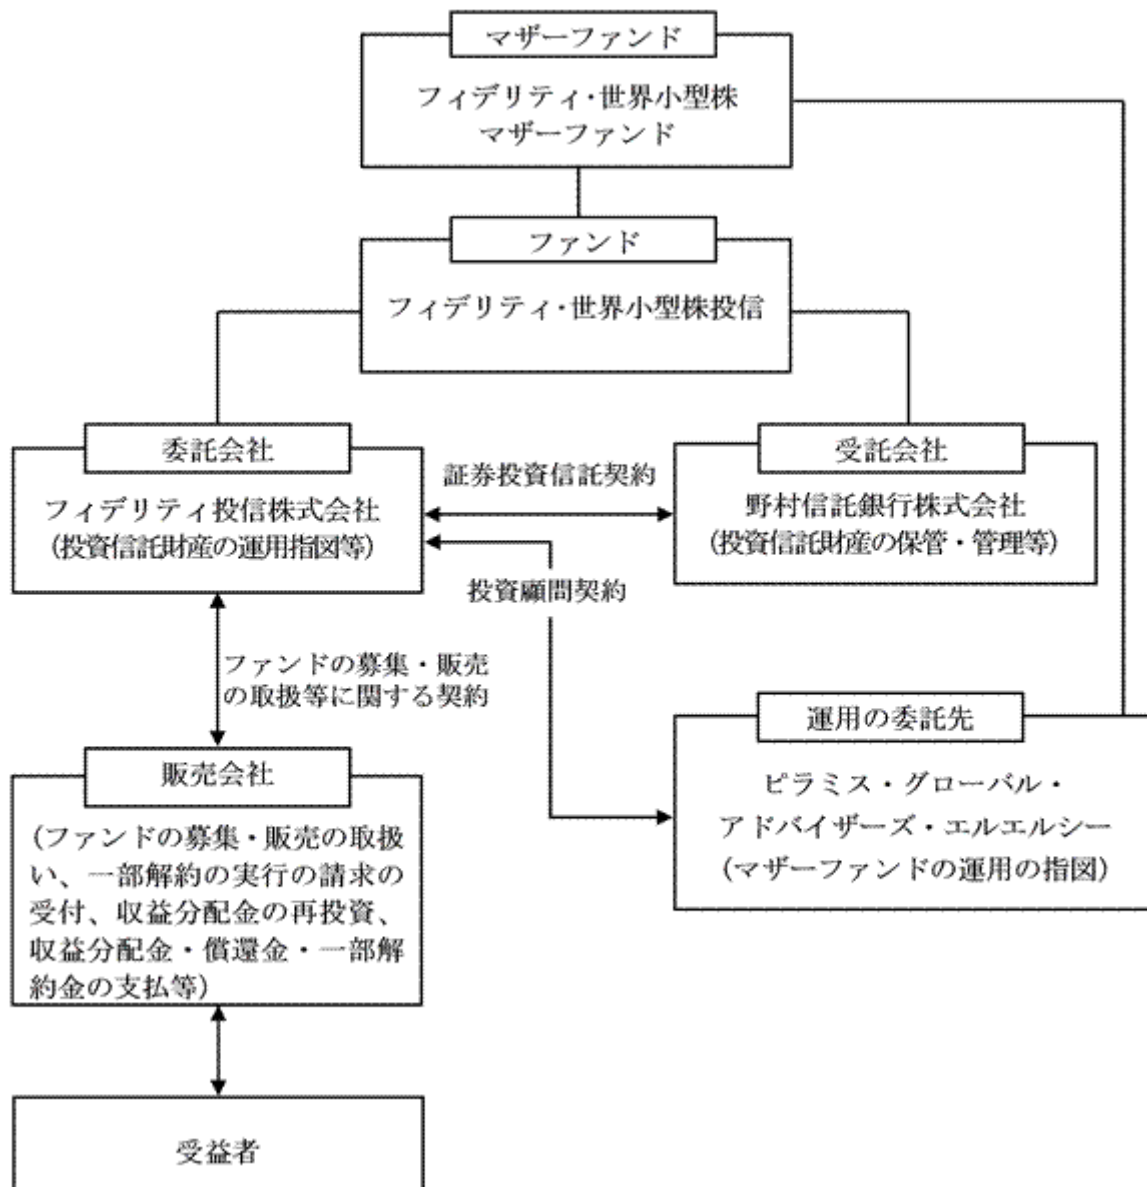 マザーファンド
フィデリティ・世界小型株
マザーファンド
ファンド
フィデリティ・世界小型株投信
委託会社
フィデリティ投信株式会社
(投資信託財産の運用指図等)
証券投資信託契約
受託会社
野村信託銀行株式会社
(投資信託財産の保管・管理等)
投資顧問契約
ファンドの募集・販売
の取扱等に関する契約
運用の委託先
ピラミス・グローバル・
アドバイザーズ・エルエルシー
(マザーファンドの運用の指図)
販売会社
(ファンドの募集・販売の取扱
い、一部解約の実行の請求の
受付、収益分配金の再投資、
収益分配金・償還金・一部解
約金の支払等)
受益者